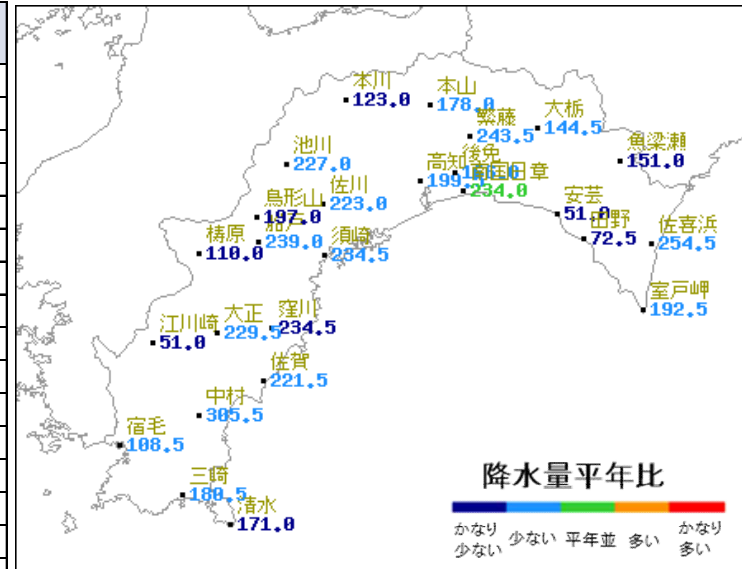 本川
123.0
本山
178.0
繁藤
243.5
大栃
144.5
魚梁瀬
151.0
池川
227.0
高知
後免
佐川
223.0
234.0
鳥形山
197.0
安芸
51.0
田野
72.5
佐喜浜
254.5
梼原
110.0
船戸
239.0
須崎
234.5
室戸岬
192.5
江川崎
51.0
大正
229.5
窪川
234.5
佐賀
221.5
中村
305.5
宿毛
108.5
三崎
180.5
清水
171.0
降水量平年比
かなり少ない
少ない
平年並
多い
かなり多い